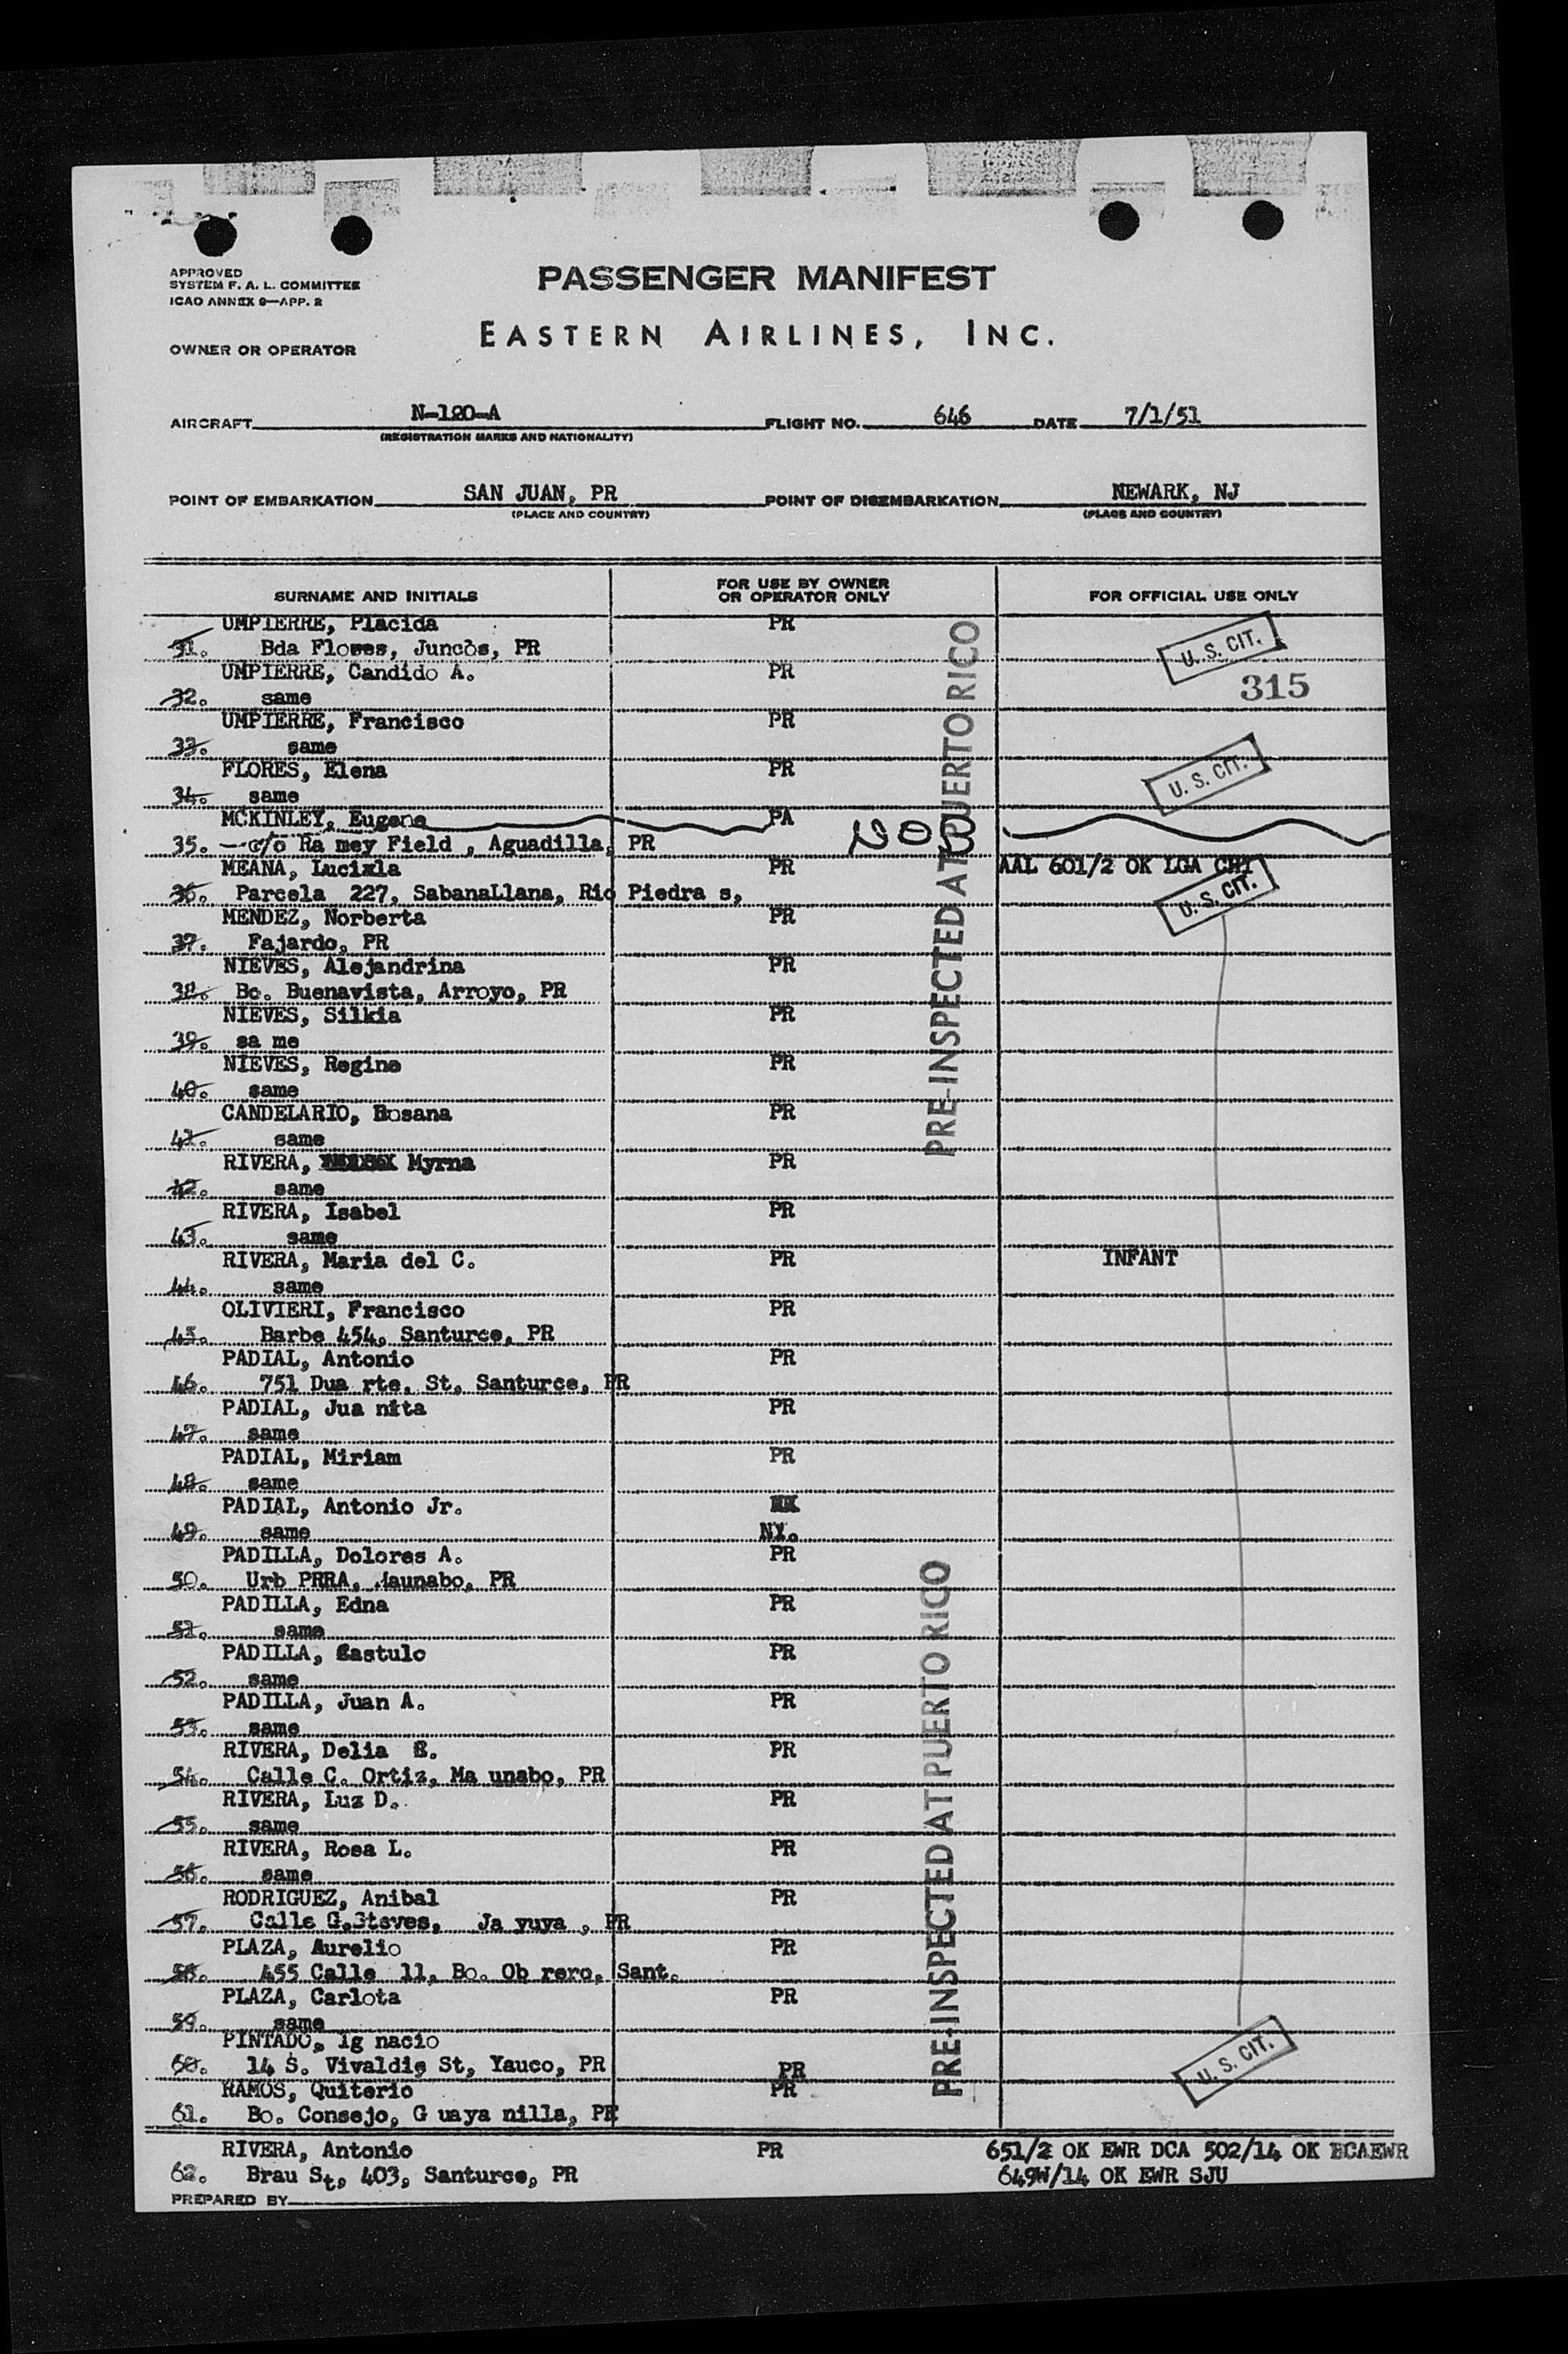 APPROVED
SYSTEM F. A. L. COMMITTEE
ICAO ANNEX 9—APP. 2
PASSENGER MANIFEST
EASTERN AIRLINES, INC.
OWNER OR OPERATOR
AIRCRAFT N-120-A FLIGHT NO. 646 DATE 7/1/51
(REGISTRATION MARKS AND NATIONALITY)
POINT OF EMBARKATION SAN JUAN, PR POINT OF DISEMBARKATION NEWARK, NJ
(PLACE AND COUNTRY) (PLACE AND COUNTRY)
SURNAME AND INITIALS FOR USE BY OWNER OR OPERATOR ONLY FOR OFFICIAL USE ONLY
UMPIERRE, Placida PR
31. Bda Flores, Juncos, PR U. S. CIT.
UMPIERRE, Candido A. PR
32. same 315
UMPIERRE, Francisco PR
33. same
FLORES, Elena PR U. S. CIT.
34. same
MCKINLEY, Eugene PA
35. c/o Ra mey Field , Aguadilla, PR
MEANA, Lucixla PR AAL 601/2 OK LGA CHI
36. Parcela 227, SabanaLlana, Rio Piedra s, U. S. CIT.
MENDEZ, Norberta PR
37. Fajardo, PR
NIEVES, Alejandrina PR
38. Bo. Buenavista, Arroyo, PR
NIEVES, Silkia PR
39. sa me
NIEVES, Regine PR
40. same
CANDELARIO, Rosana PR
41. same
RIVERA, Myrna PR
42. same
RIVERA, Isabel PR
43. same
RIVERA, Maria del C. PR INFANT
44. same
OLIVIERI, Francisco PR
45. Barbe 454, Santurce, PR
PADIAL, Antonio PR
46. 751 Dua rte. St, Santurce, PR
PADIAL, Jua nita PR
47. same
PADIAL, Miriam PR
48. same
PADIAL, Antonio Jr.
49. same NY.
PADILLA, Dolores A. PR
50. Urb PRRA, Maunabo, PR
PADILLA, Edna PR
51. same
PADILLA, Castulo PR
52. same
PADILLA, Juan A. PR
53. same
RIVERA, Delia E. PR
54. Calle C. Ortiz, Ma unabo, PR
RIVERA, Luz D. PR
55. same
RIVERA, Rosa L. PR
56. same
RODRIGUEZ, Anibal PR
57. Calle G.Steves, Ja yuya , PR
PLAZA, Aurelio PR
58. 455 Calle 11, Bo. Ob rero, Sant.
PLAZA, Carlota PR
59. same
PINTADO, Ig nacio
60. 14 S. Vivaldie St, Yauco, PR PR U. S. CIT.
RAMOS, Quiterio PR
61. Bo. Consejo, G uaya nilla, PR
RIVERA, Antonio PR 651/2 OK EWR DCA 502/14 OK DCAEWR
62. Brau St, 403, Santurce, PR 649W/14 OK EWR SJU
PREPARED BY
PRE-INSPECTED AT PUERTO RICO
PRE-INSPECTED AT PUERTO RICO